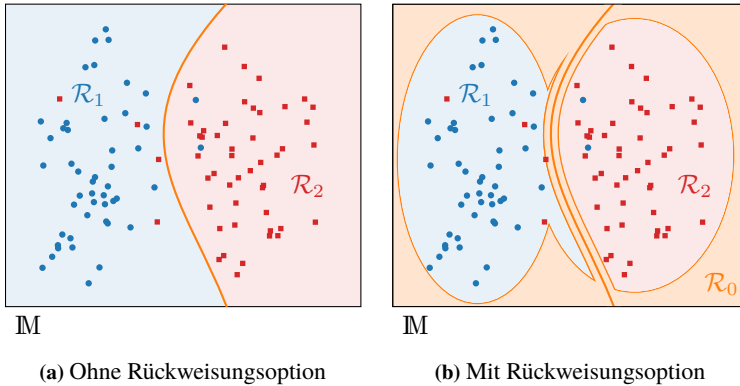 ℛ₁
ℛ₂
𝕄
(a) Ohne Rückweisungsoption
ℛ₁
ℛ₂
ℛ₀
𝕄
(b) Mit Rückweisungsoption